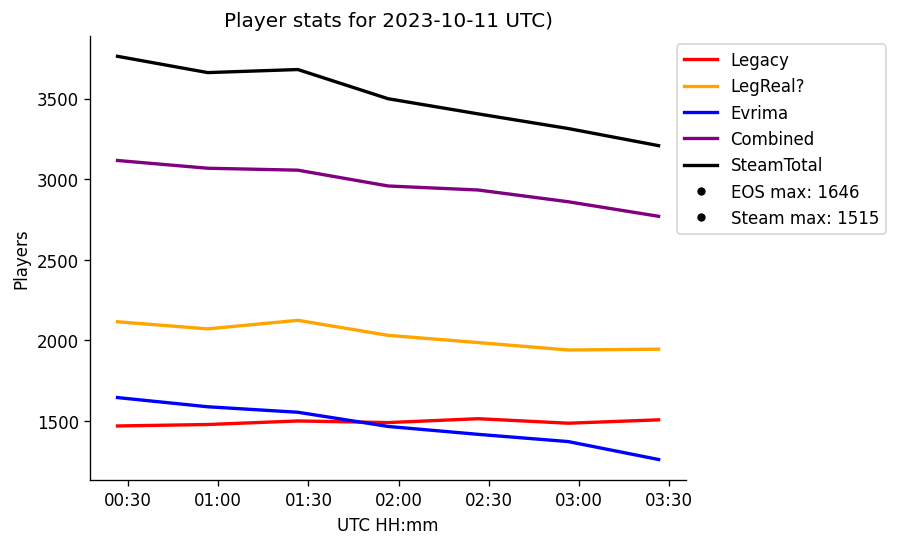 Player stats for 2023-10-11 UTC)
Legacy
LegReal?
Evrima
Combined
SteamTotal
EOS max: 1646
Steam max: 1515
3500
3000
2500
2000
1500
Players
00:30 01:00 01:30 02:00 02:30 03:00 03:30
UTC HH:mm